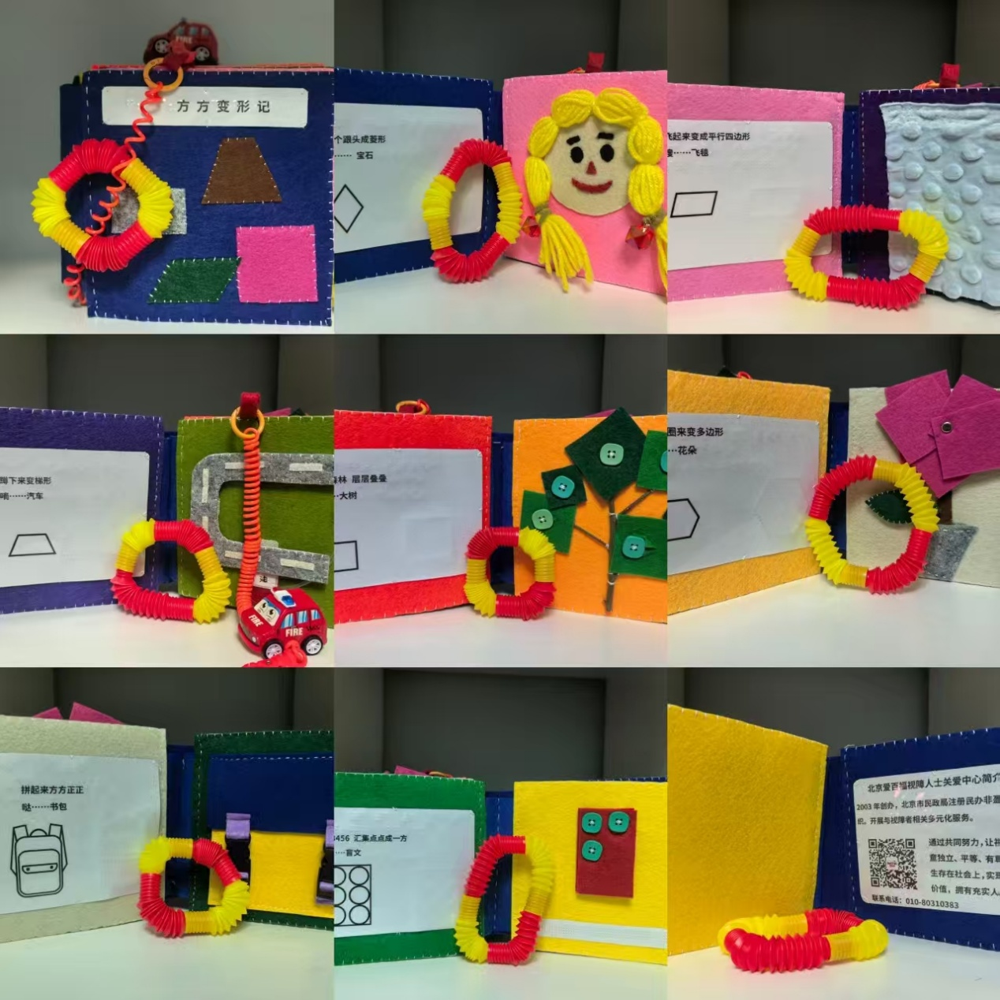 FIRE
方方变形记
个跟头成菱形
…… 宝石
飞起来变成平行四边形
嗖……飞毯
蹲下来变梯形
嘀……汽车
FIRE
FIRE
森林 层层叠叠
…大树
圈来变多边形
…花朵
拼起来方方正正
哒……书包
3456 汇集点点成一方
……盲文
北京爱百福视障人士关爱中心简介
2003 年创办，北京市民政局注册民办非盈
织。开展与视障者相关多元化服务。
通过共同努力，让视
意独立、平等、有尊
生存在社会上，实现
价值，拥有充实人
联系电话：010-80310383